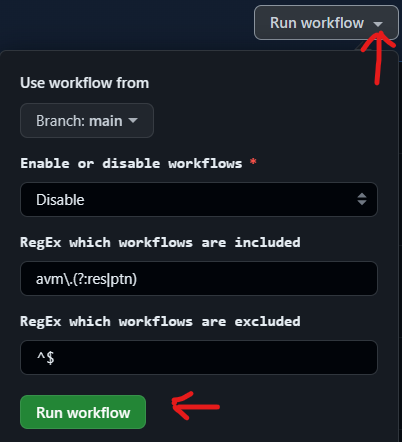 Run workflow
Use workflow from
Branch: main
Enable or disable workflows *
Disable
RegEx which workflows are included
avm\.(?:res|ptn)
RegEx which workflows are excluded
^$
Run workflow